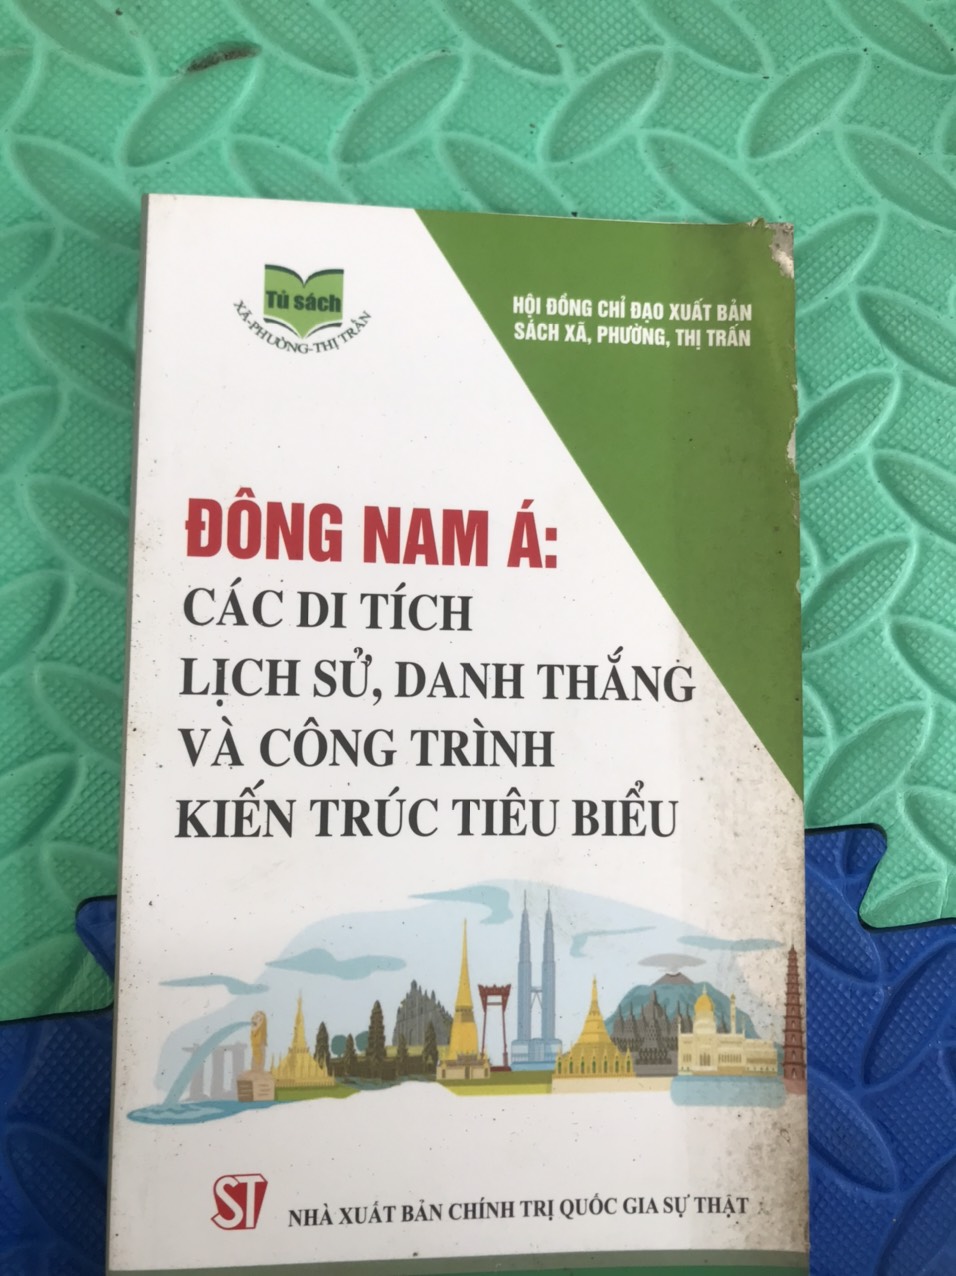 Tủ sách
XÃ-PHƯỜNG-THỊ TRẤN
HỘI ĐỒNG CHỈ ĐẠO XUẤT BẢN
SÁCH XÃ, PHƯỜNG, THỊ TRẤN
ĐÔNG NAM Á:
CÁC DI TÍCH
LỊCH SỬ, DANH THẮNG
VÀ CÔNG TRÌNH
KIẾN TRÚC TIÊU BIỂU
ST
NHÀ XUẤT BẢN CHÍNH TRỊ QUỐC GIA SỰ THẬT